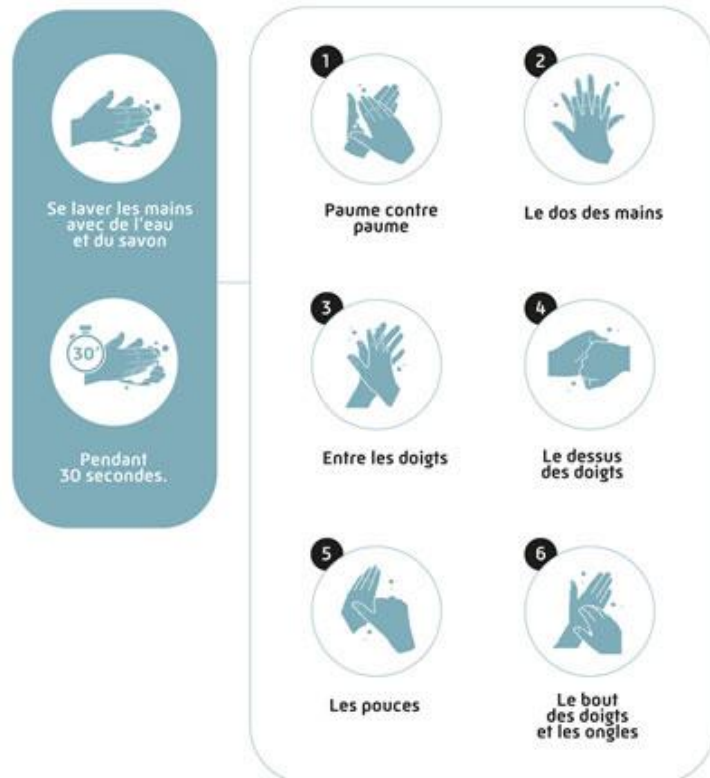 Se laver les mains
avec de l'eau
et du savon
30'
Pendant
30 secondes.
1
Paume contre
paume
2
Le dos des mains
3
Entre les doigts
4
Le dessus
des doigts
5
Les pouces
6
Le bout
des doigts
et les ongles